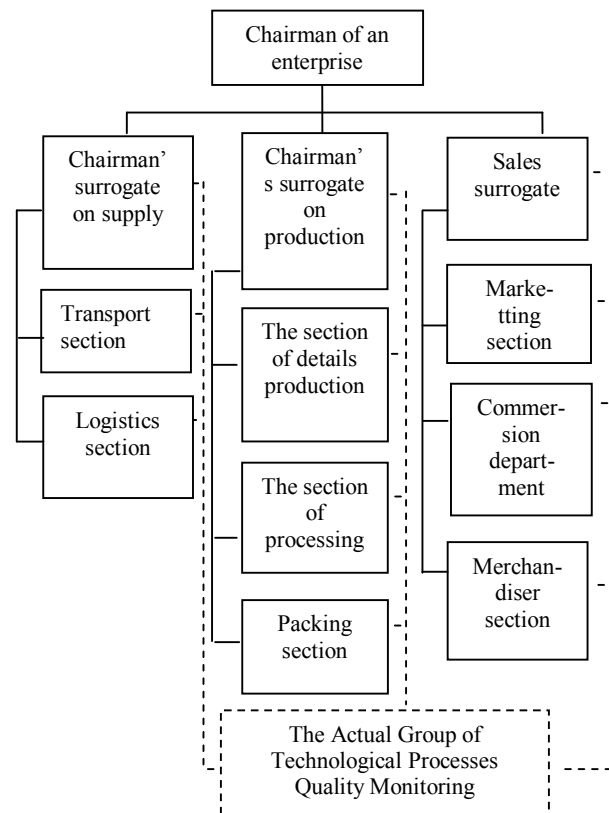 Chairman of an
enterprise
Chairman’
surrogate
on supply
Transport
section
Logistics
section
Chairman’
s surrogate
on
production
The section
of details
production
The section
of
processing
Packing
section
Sales
surrogate
Marke-
tting
section
Commer-
sion
depart-
ment
Merchan-
diser
section
The Actual Group of
Technological Processes
Quality Monitoring